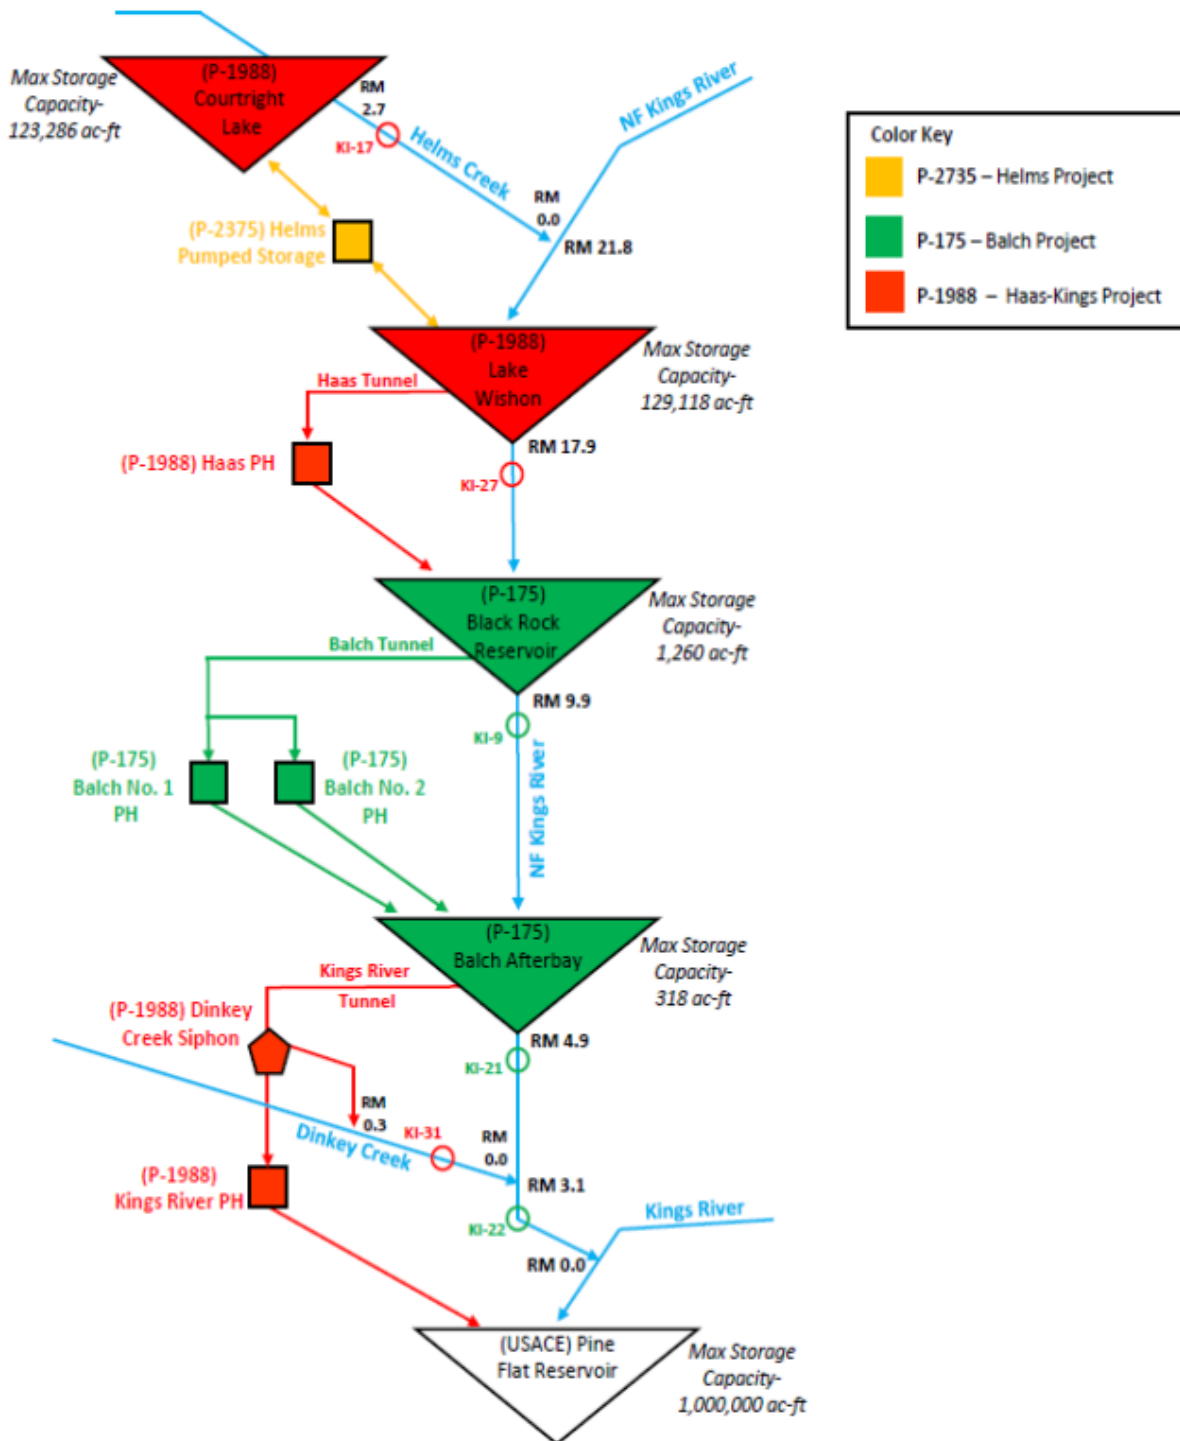 (P-1988)
Courtright
Lake
Max Storage
Capacity-
123,286 ac-ft
RM
2.7
KI-17
Helms Creek
NF Kings River
RM
0.0
RM 21.8
Color Key
P-2735 – Helms Project
P-175 – Balch Project
P-1988 – Haas-Kings Project
(P-2375) Helms
Pumped Storage
(P-1988)
Lake
Wishon
Max Storage
Capacity-
129,118 ac-ft
Haas Tunnel
RM 17.9
(P-1988) Haas PH
KI-27
(P-175)
Black Rock
Reservoir
Max Storage
Capacity-
1,260 ac-ft
Balch Tunnel
RM 9.9
KI-9
NF Kings River
(P-175)
Balch No. 1
PH
(P-175)
Balch No. 2
PH
(P-175)
Balch Afterbay
Max Storage
Capacity-
318 ac-ft
Kings River
Tunnel
(P-1988) Dinkey
Creek Siphon
RM 4.9
KI-21
RM
0.3
Dinkey Creek
KI-31
RM
0.0
RM 3.1
(P-1988)
Kings River PH
KI-22
Kings River
RM 0.0
(USACE) Pine
Flat Reservoir
Max Storage
Capacity-
1,000,000 ac-ft